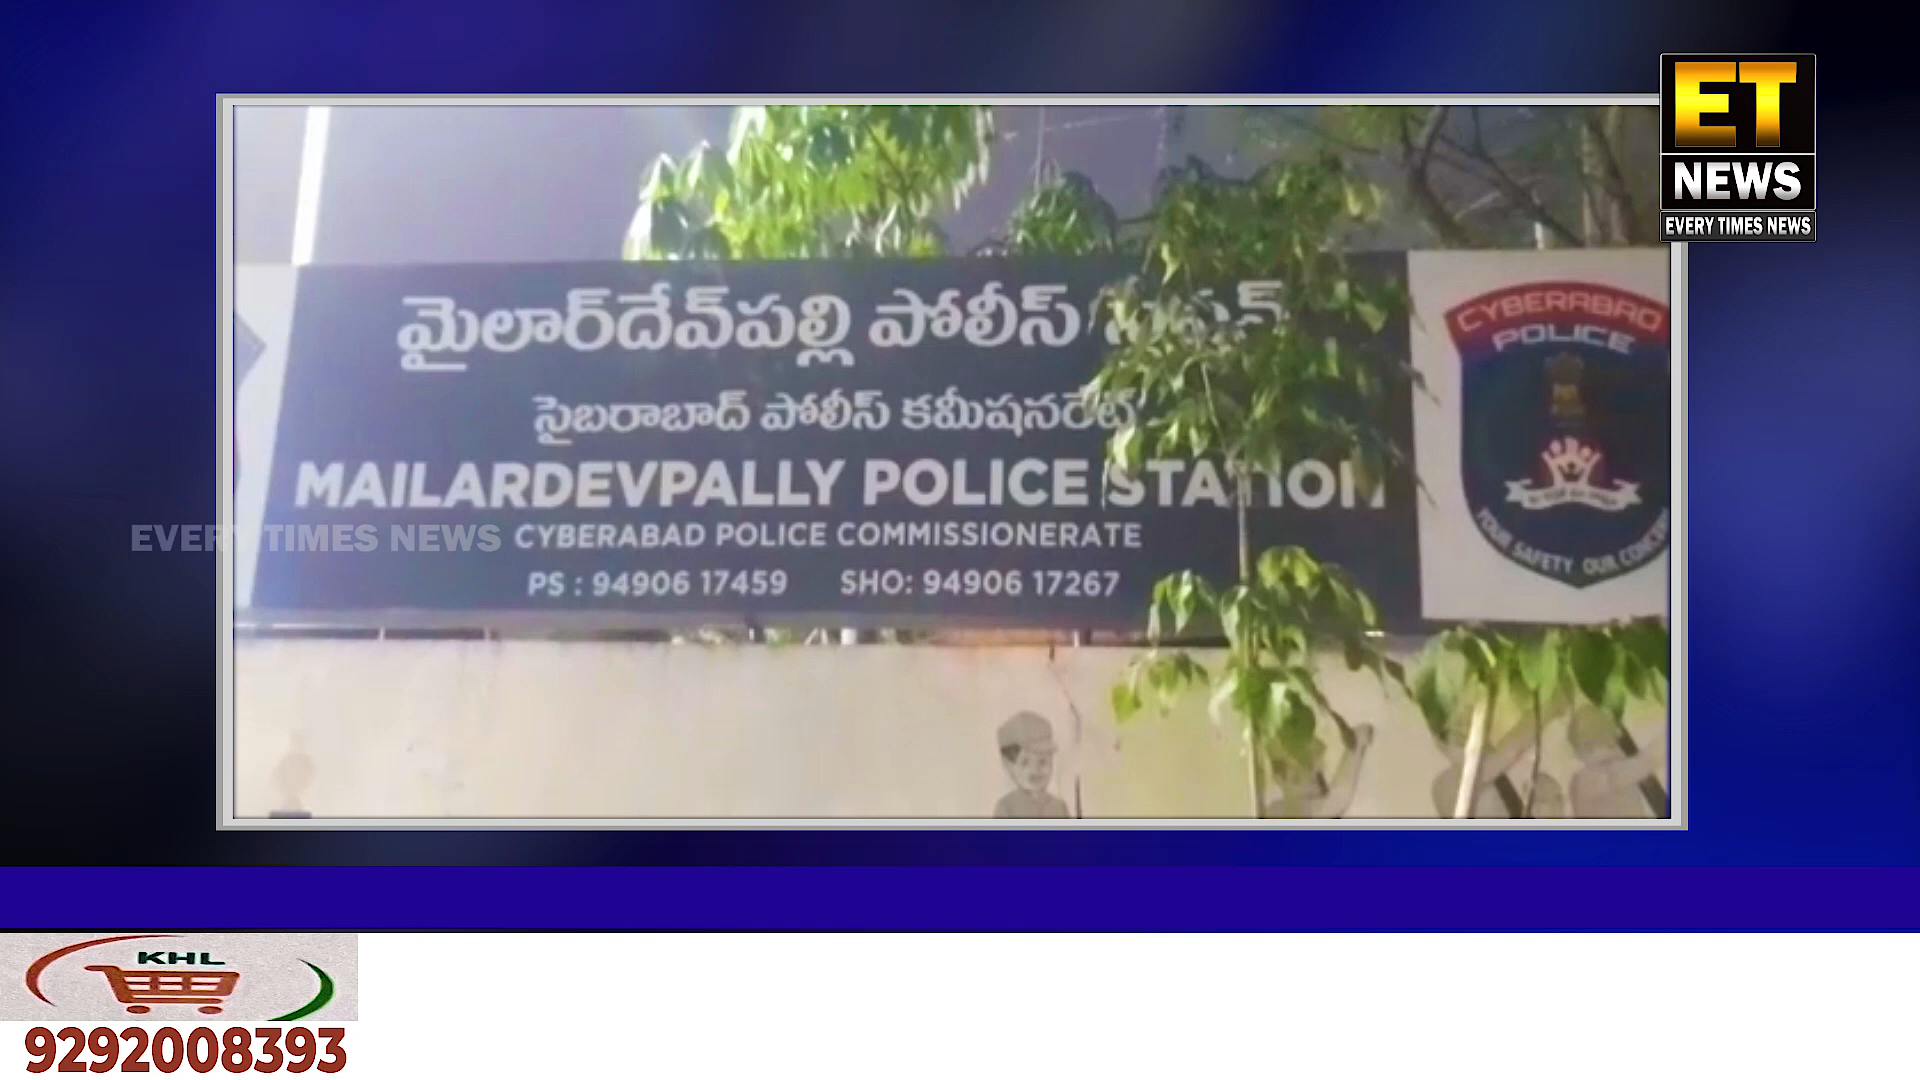 ET
NEWS
EVERY TIMES NEWS
మైలార్‌దేవ్‌పల్లి పోలీస్
సైబరాబాద్ పోలీస్ కమీషనరేట్
MAILARDEVPALLY POLICE STATION
CYBERABAD POLICE COMMISSIONERATE
PS : 94906 17459 SHO: 94906 17267
CYBERABAD
POLICE
YOUR SAFETY OUR CONCERN
EVERY TIMES NEWS
KHL
9292008393